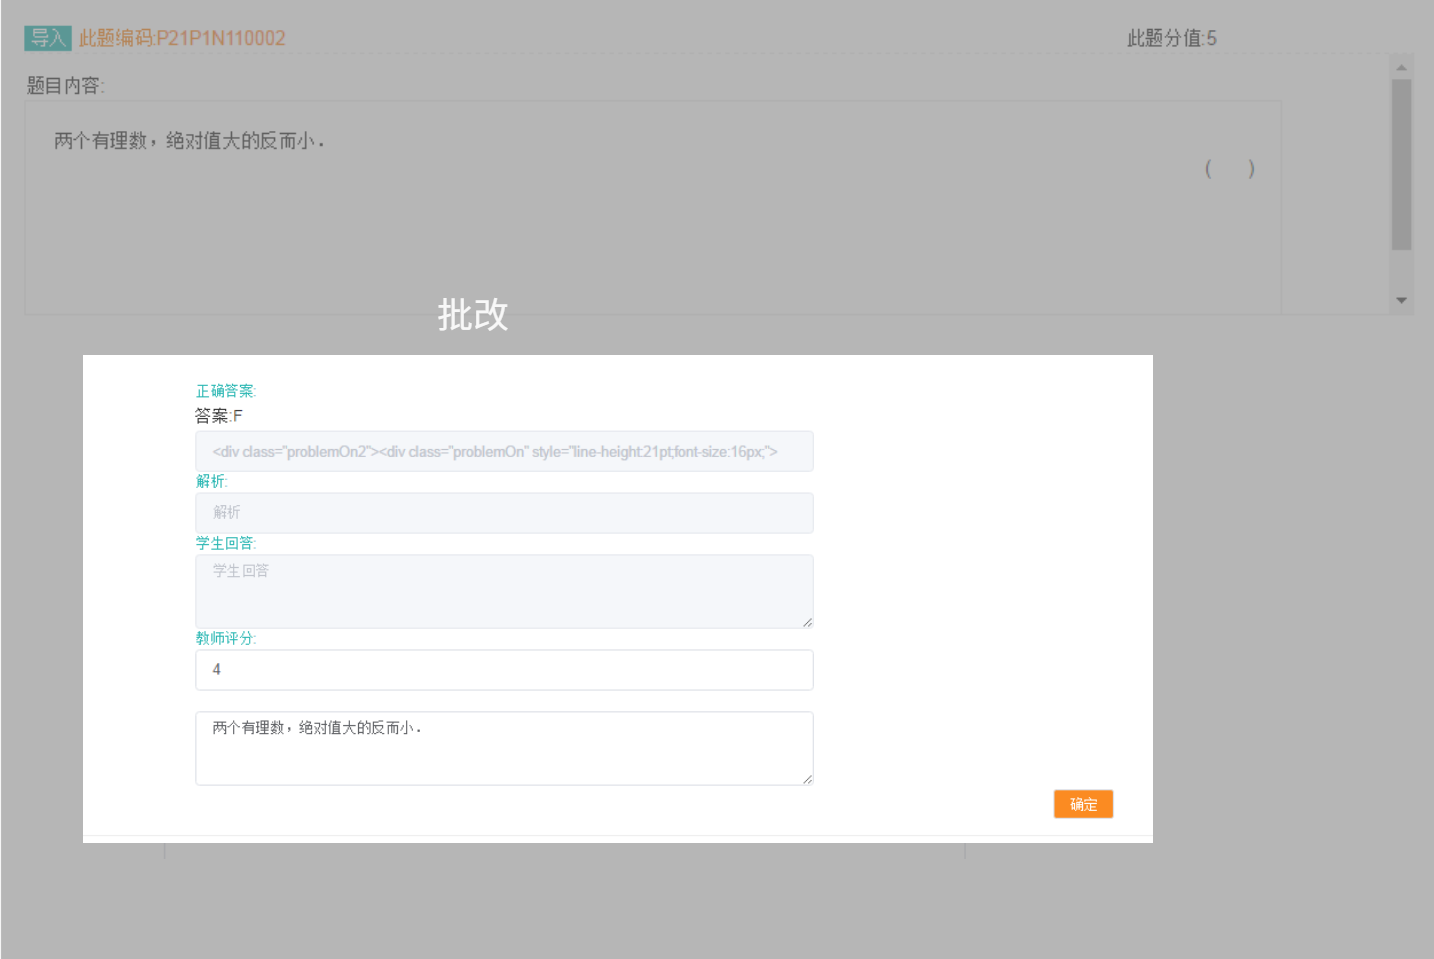 导入 此题编码:P21P1N110002 此题分值:5
题目内容:
两个有理数，绝对值大的反而小．
(　　)
批改
正确答案:
答案:F
<div class="problemOn2"><div class="problemOn" style="line-height:21pt;font-size:16px;">
解析:
解析
学生回答:
学生回答
教师评分:
4
两个有理数，绝对值大的反而小．
确定